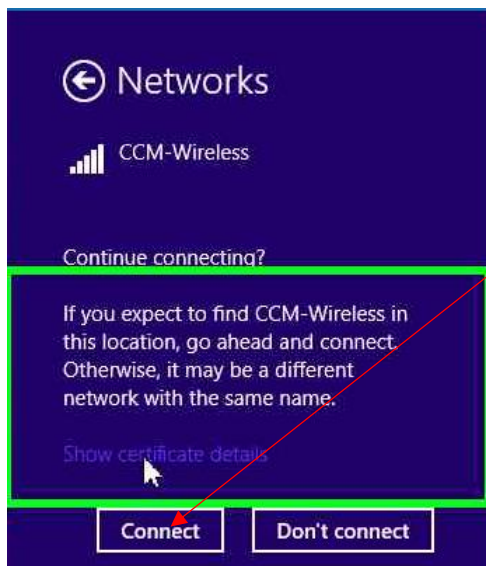 Networks
CCM-Wireless
Continue connecting?
If you expect to find CCM-Wireless in
this location, go ahead and connect.
Otherwise, it may be a different
network with the same name.
Show certificate details
Connect Don't connect